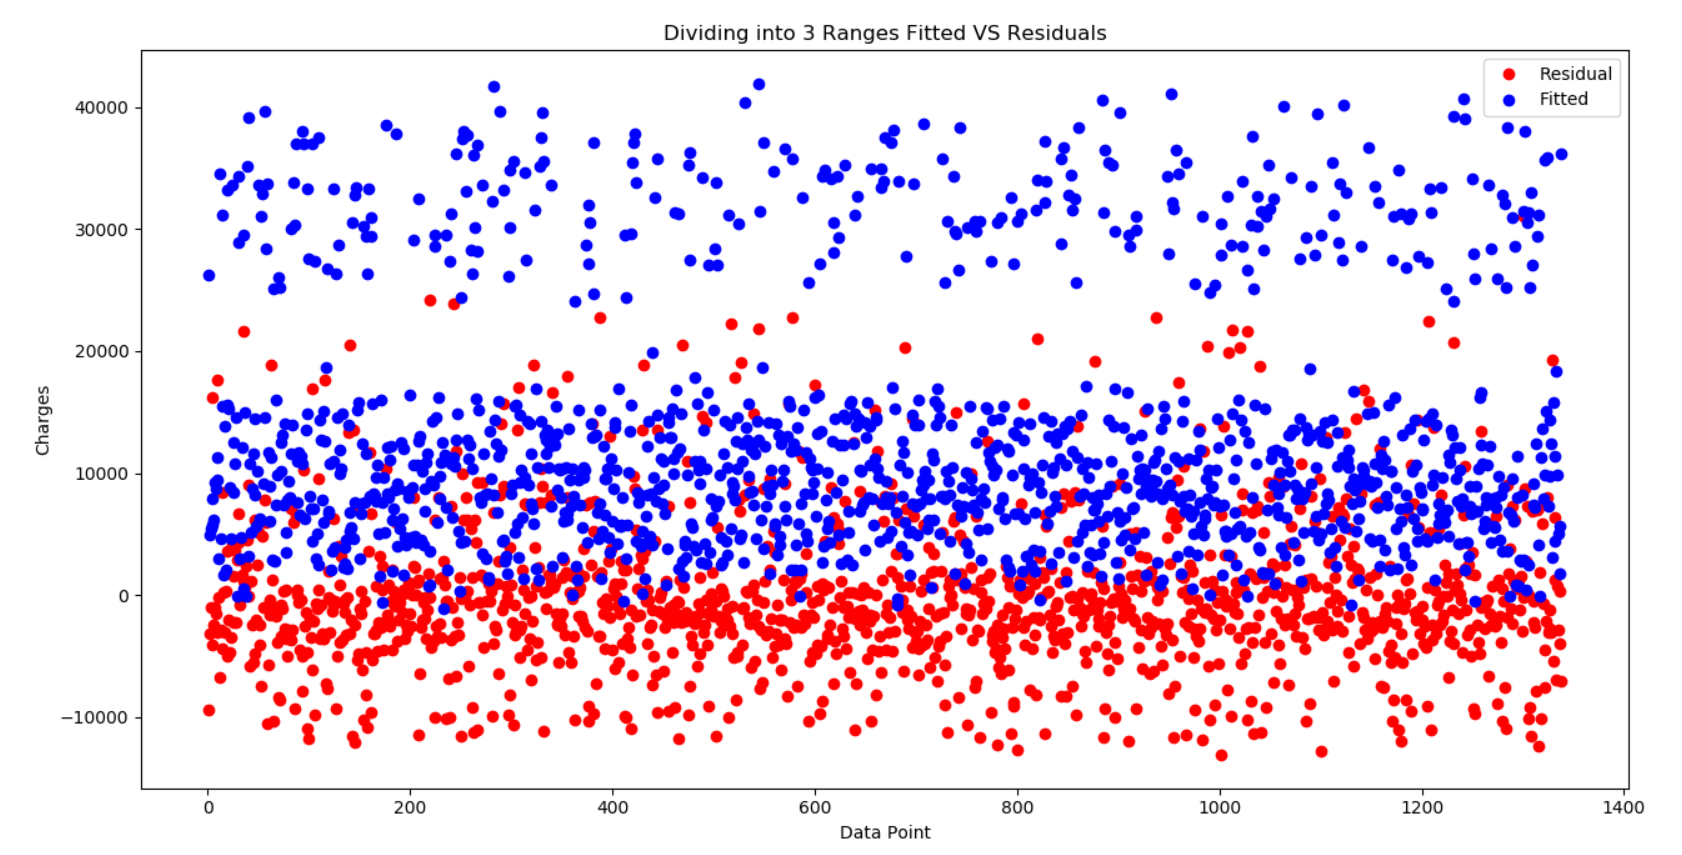 Dividing into 3 Ranges Fitted VS Residuals
Residual
Fitted
40000
30000
20000
10000
0
−10000
Charges
0 200 400 600 800 1000 1200 1400
Data Point